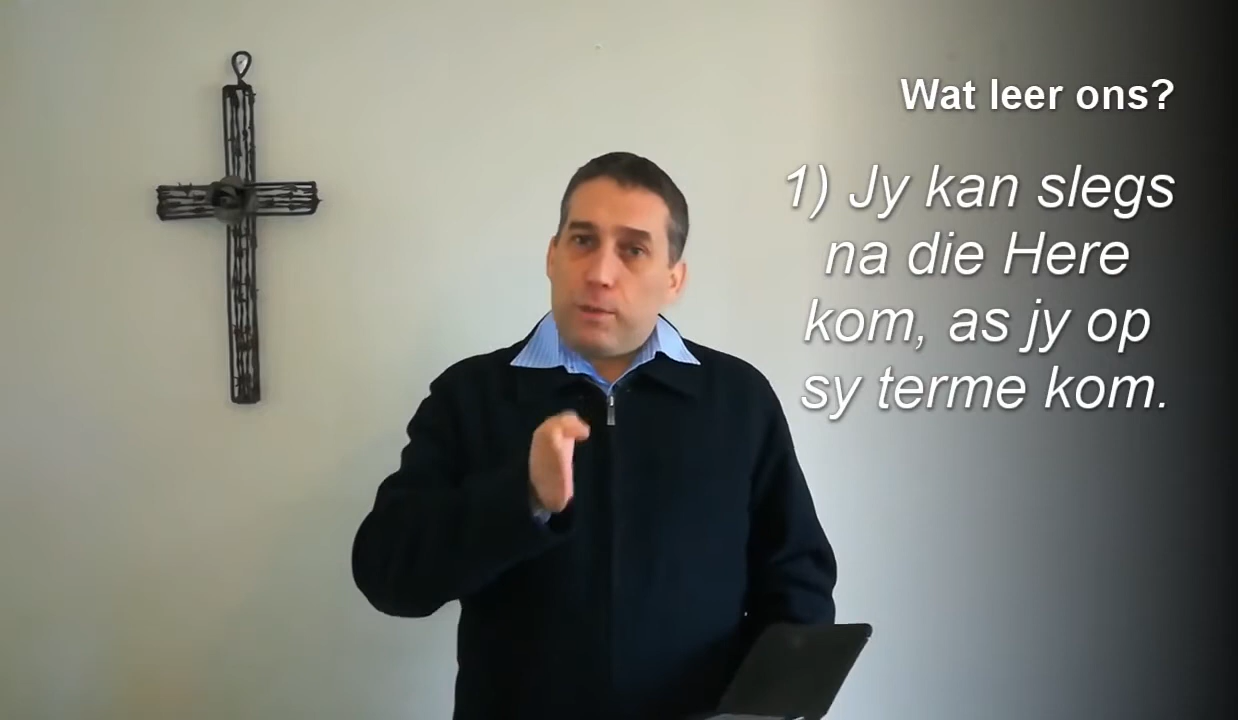 Wat leer ons?
1) Jy kan slegs
na die Here
kom, as jy op
sy terme kom.